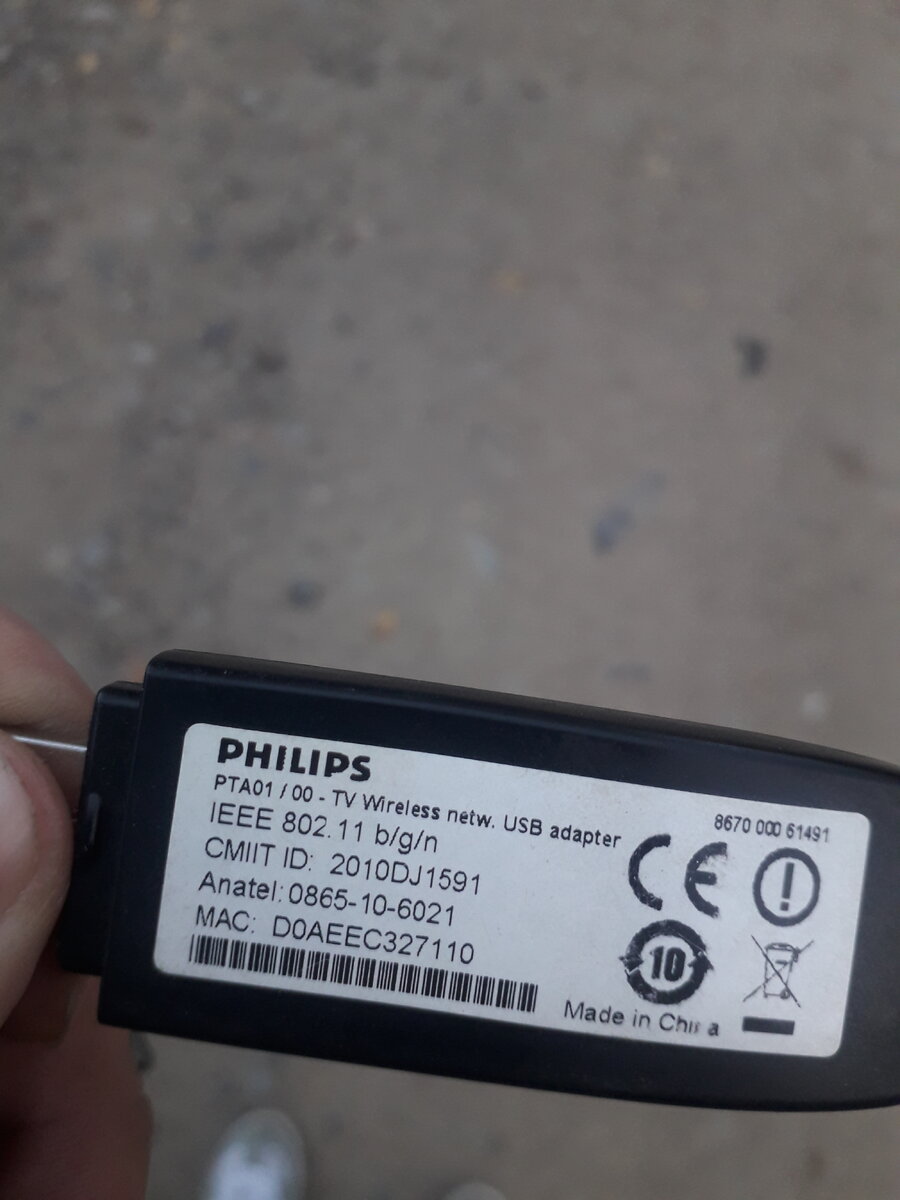 PHILIPS
PTA01 / 00 - TV Wireless netw. USB adapter
8670 000 61491
IEEE 802.11 b/g/n
CMIIT ID: 2010DJ1591
Anatel: 0865-10-6021
MAC: D0AEEC327110
CE
10
Made in China